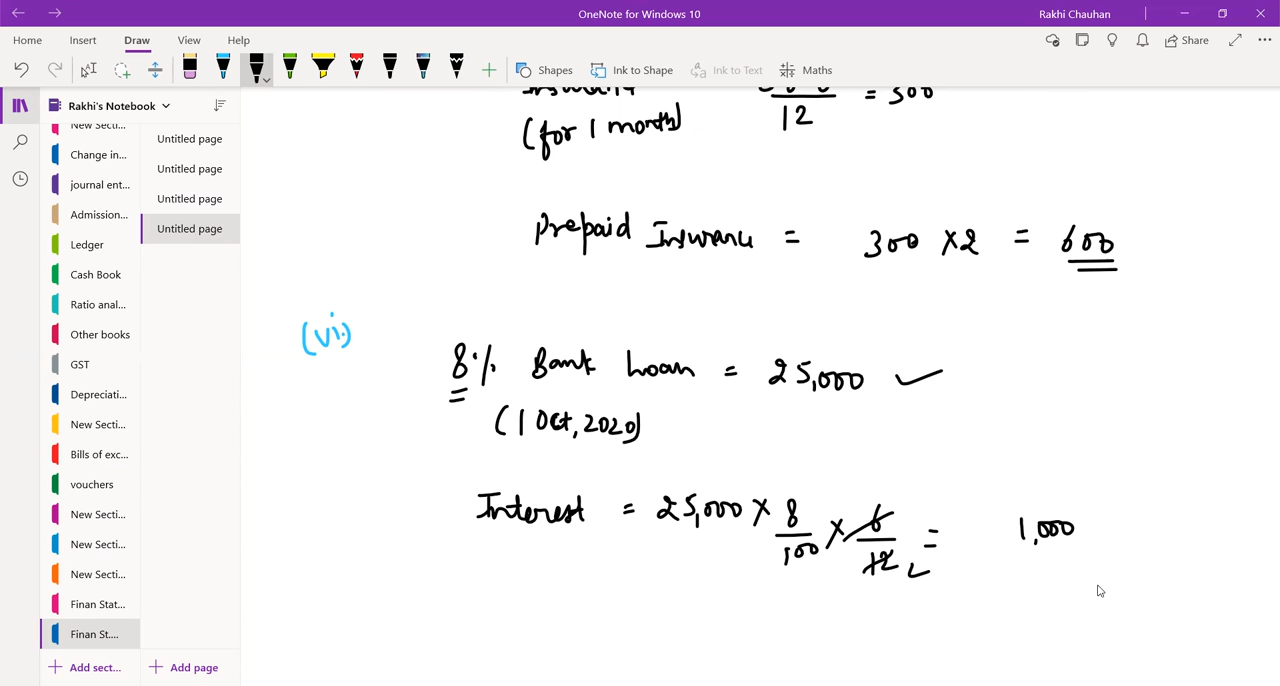 OneNote for Windows 10
Rakhi Chauhan
Home Insert Draw View Help
Share
Shapes Ink to Shape Ink to Text Maths
Rakhi's Notebook
New Secti...
Change in...
journal ent...
Admission...
Ledger
Cash Book
Ratio anal...
Other books
GST
Depreciati...
New Secti...
Bills of exc...
vouchers
New Secti...
New Secti...
New Secti...
Finan Stat...
Finan St....
Add sect...
Untitled page
Untitled page
Untitled page
Untitled page
Add page
12 = 300
(for 1 month)
Prepaid Insurance = 300 × 2 = 600
(vi)
8% Bank Loan = 25,000 ✓
(1 Oct, 2020)
Interest = 25,000 × 8/100 × 6/12 = 1,000